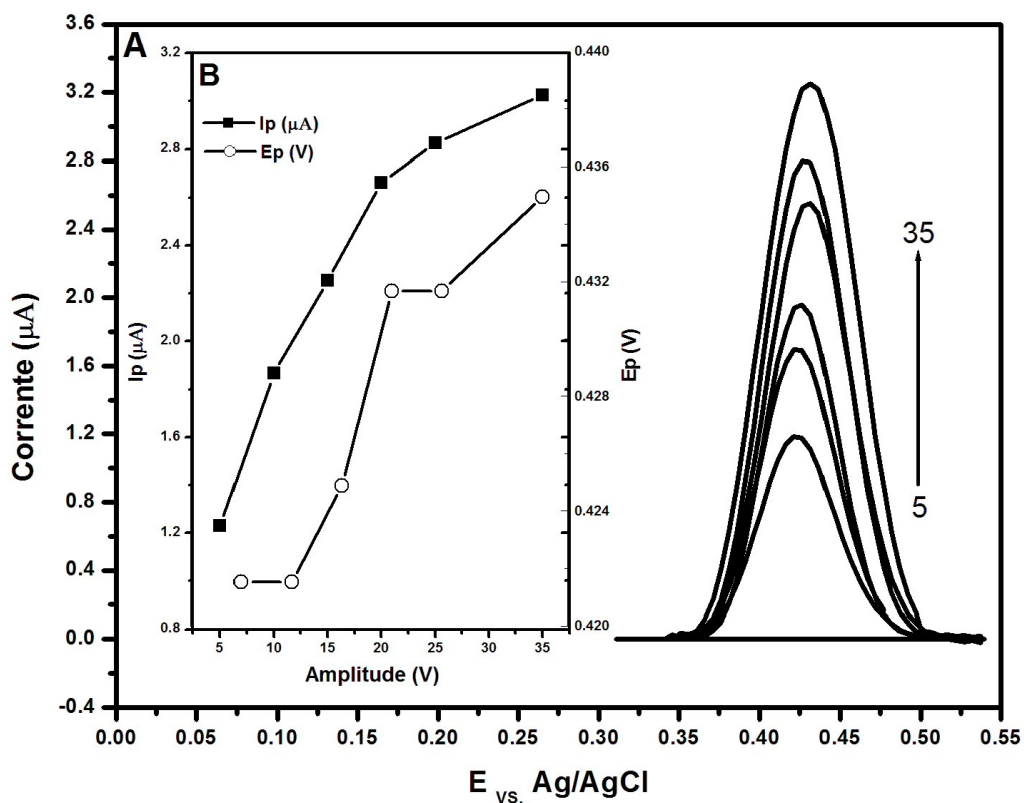 A
B
Ip (μA)
Ep (V)
3.6
3.2
2.8
2.4
2.0
1.6
1.2
0.8
0.4
0.0
-0.4
Corrente (μA)
3.2
2.8
2.4
2.0
1.6
1.2
0.8
Ip (μA)
0.440
0.436
0.432
0.428
0.424
0.420
Ep (V)
35
5
5 10 15 20 25 30 35
Amplitude (V)
0.00 0.05 0.10 0.15 0.20 0.25 0.30 0.35 0.40 0.45 0.50 0.55
E vs. Ag/AgCl